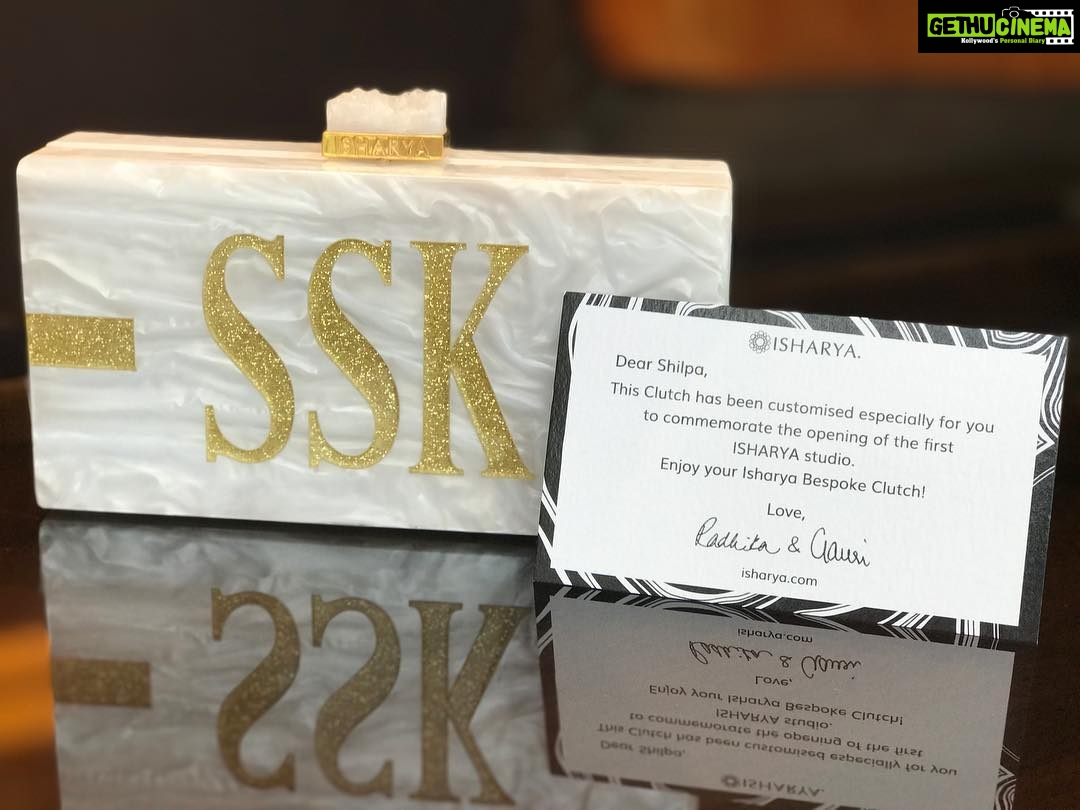 GETHUCINEMA
Kollywood's Personal Diary
ISHARYA
SSK
ISHARYA.
Dear Shilpa,
This Clutch has been customised especially for you
to commemorate the opening of the first
ISHARYA studio.
Enjoy your Isharya Bespoke Clutch!
Love,
Radhika & Gauri
isharya.com